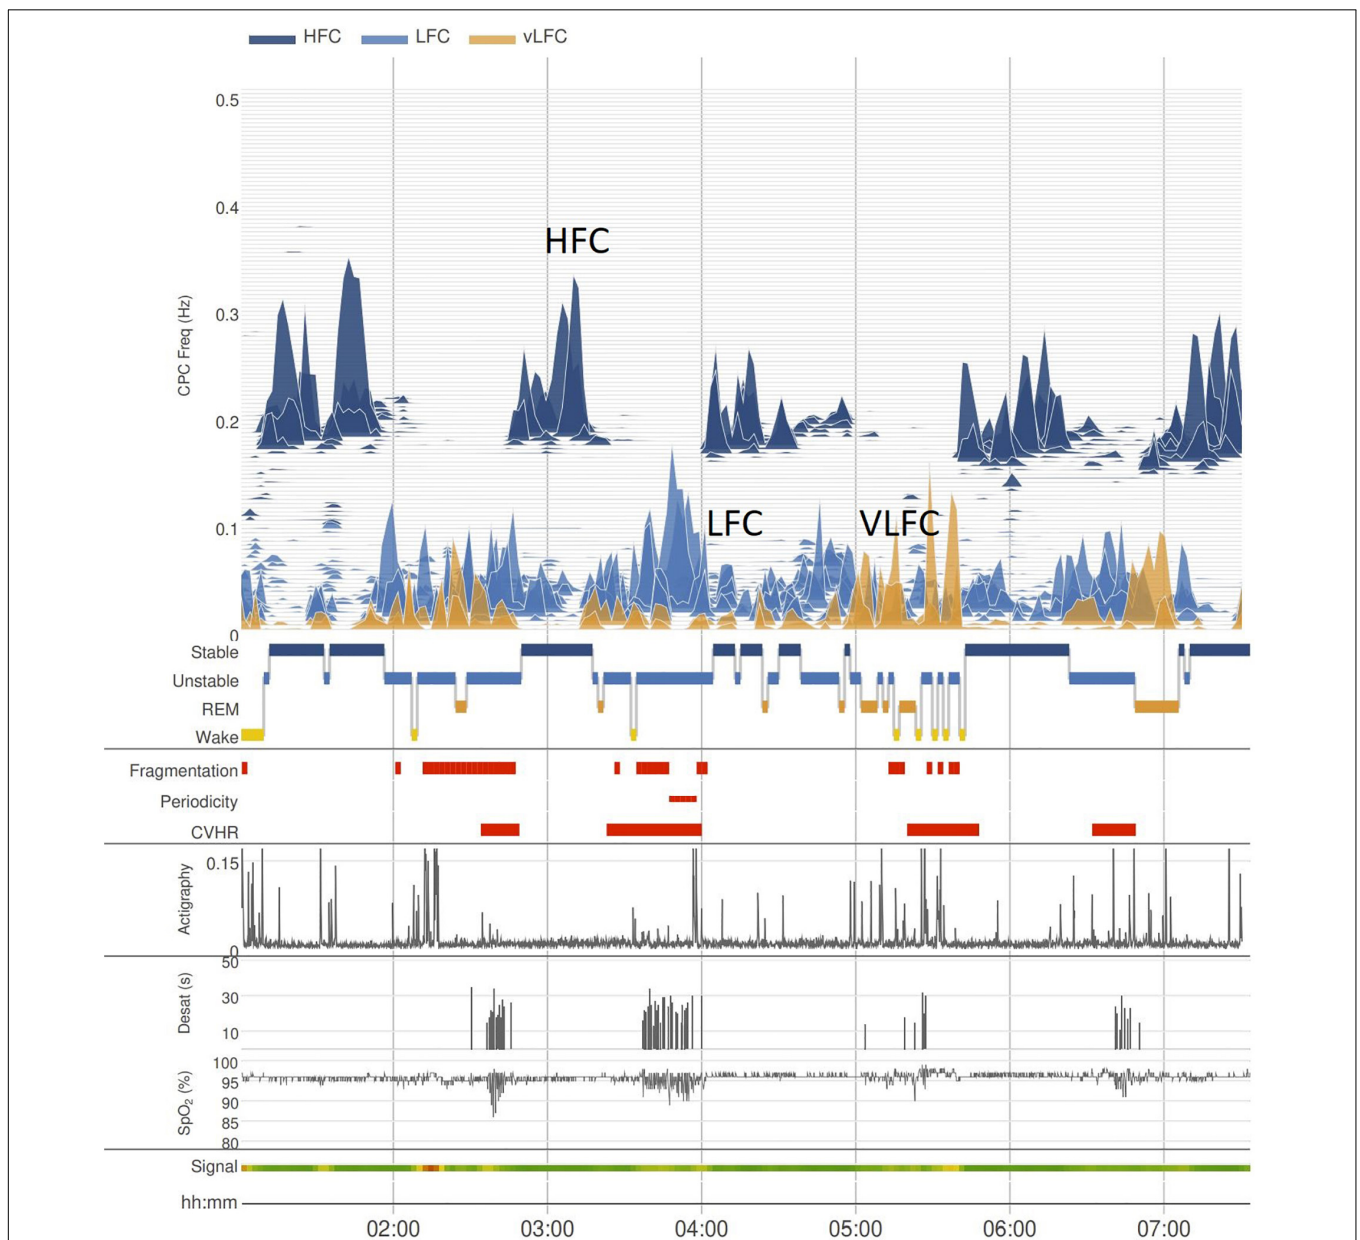 HFC LFC vLFC
0.5
0.4
HFC
0.3
CPC Freq (Hz)
0.2
LFC VLFC
0.1
0
Stable
Unstable
REM
Wake
Fragmentation
Periodicity
CVHR
0.15
Actigraphy
0
50
30
Desat (s)
10
100
95
SpO2 (%)
90
85
80
Signal
hh:mm
02:00 03:00 04:00 05:00 06:00 07:00